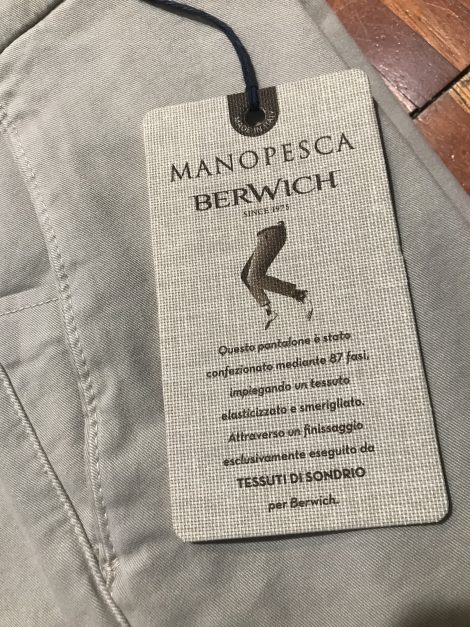 MADE IN ITALY
MANOPESCA
BERWICH
SINCE 1975
Questo pantalone è stato
confezionato mediante 87 fasi,
impiegando un tessuto
elasticizzato e smerigliato.
Attraverso un finissaggio
esclusivamente eseguito da
TESSUTI DI SONDRIO
per Berwich.